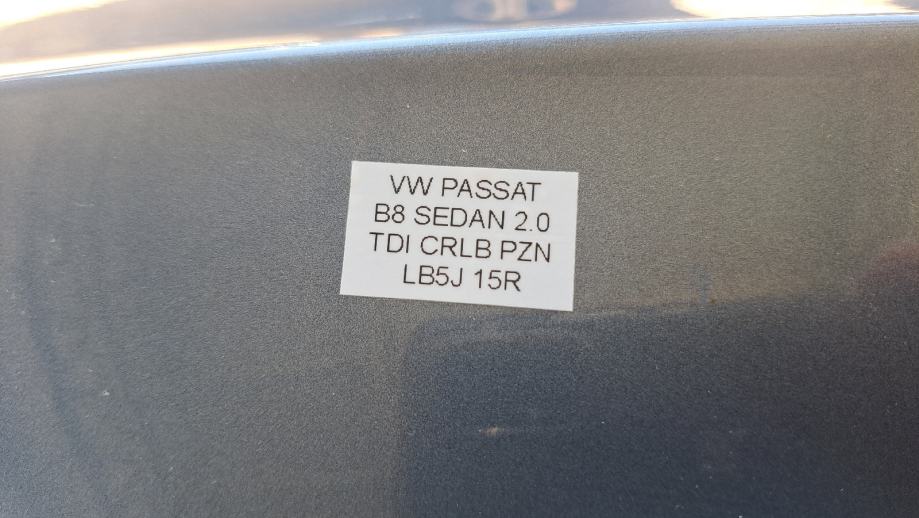 VW PASSAT
B8 SEDAN 2.0
TDI CRLB PZN
LB5J 15R